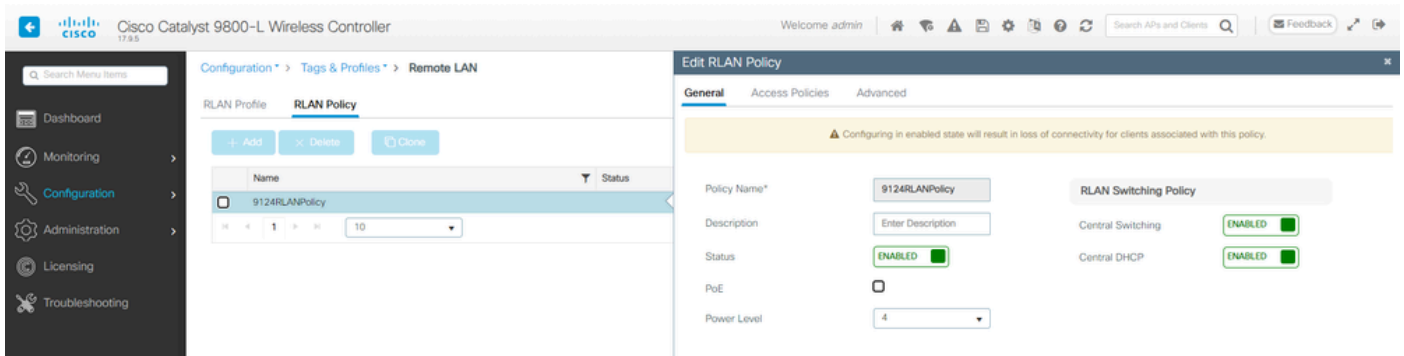 CISCO
Cisco Catalyst 9800-L Wireless Controller
17.9.5
Welcome admin
Search APs and Clients
Feedback
Search Menu Items
Dashboard
Monitoring
Configuration
Administration
Licensing
Troubleshooting
Configuration > Tags & Profiles > Remote LAN
RLAN Profile RLAN Policy
+ Add × Delete Clone
Name Status
9124RLANPolicy
1 10
Edit RLAN Policy
General Access Policies Advanced
Configuring in enabled state will result in loss of connectivity for clients associated with this policy.
Policy Name* 9124RLANPolicy RLAN Switching Policy
Description Enter Description Central Switching ENABLED
Status ENABLED Central DHCP ENABLED
PoE
Power Level 4